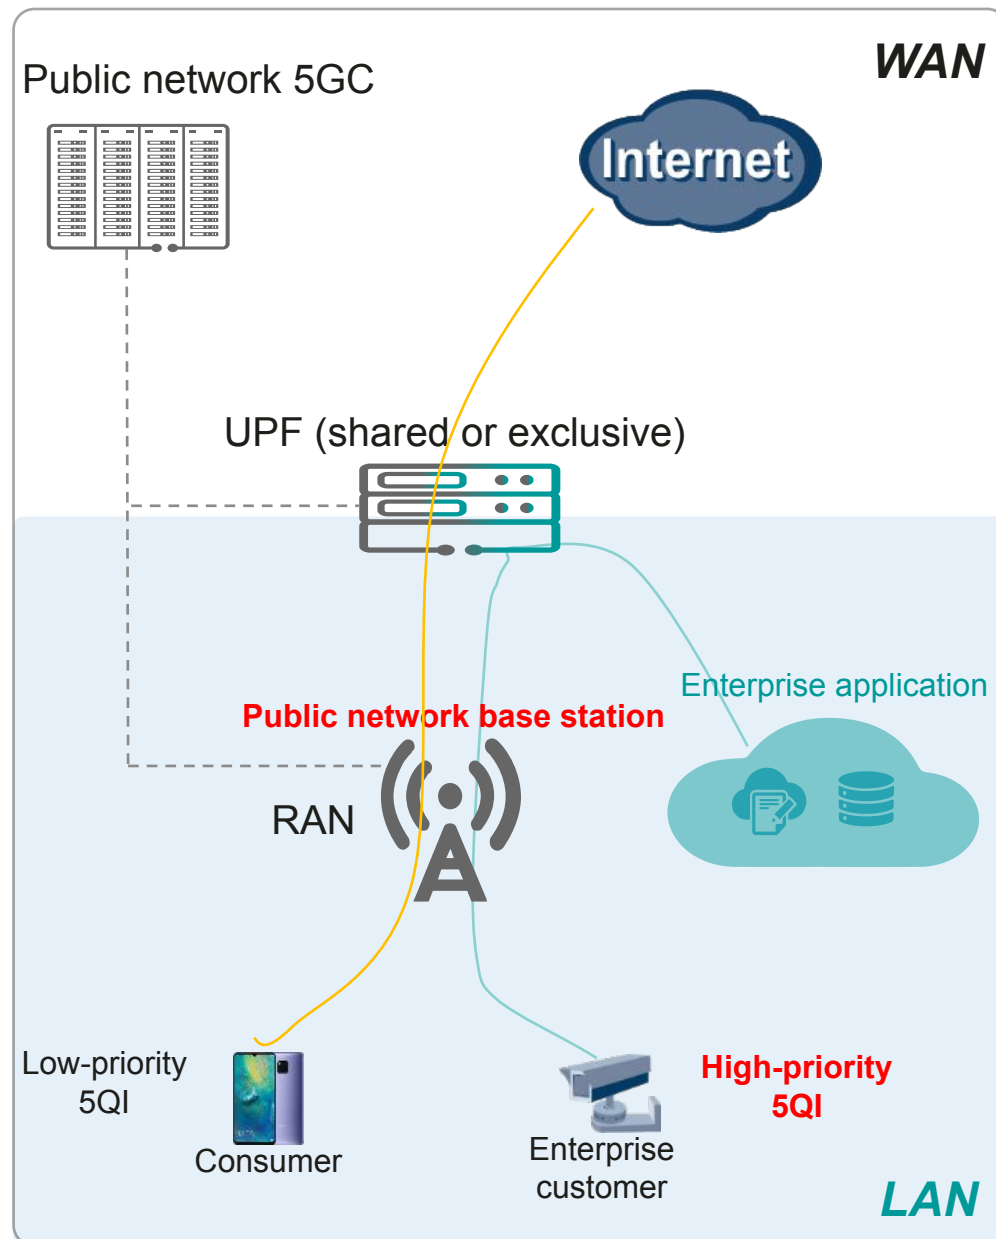 WAN
Public network 5GC
Internet
UPF (shared or exclusive)
Enterprise application
Public network base station
RAN
Low-priority
5QI
Consumer
Enterprise
customer
High-priority
5QI
LAN